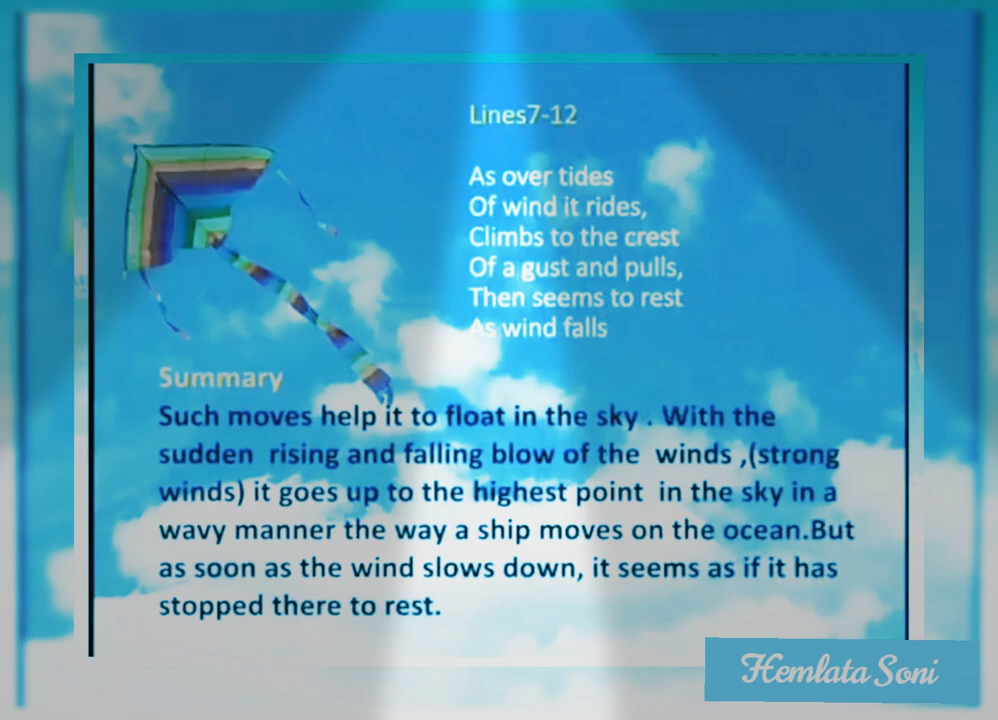 Lines7-12
As over tides
Of wind it rides,
Climbs to the crest
Of a gust and pulls,
Then seems to rest
As wind falls
Summary
Such moves help it to float in the sky . With the
sudden rising and falling blow of the winds ,(strong
winds) it goes up to the highest point in the sky in a
wavy manner the way a ship moves on the ocean.But
as soon as the wind slows down, it seems as if it has
stopped there to rest.
Hemlata Soni